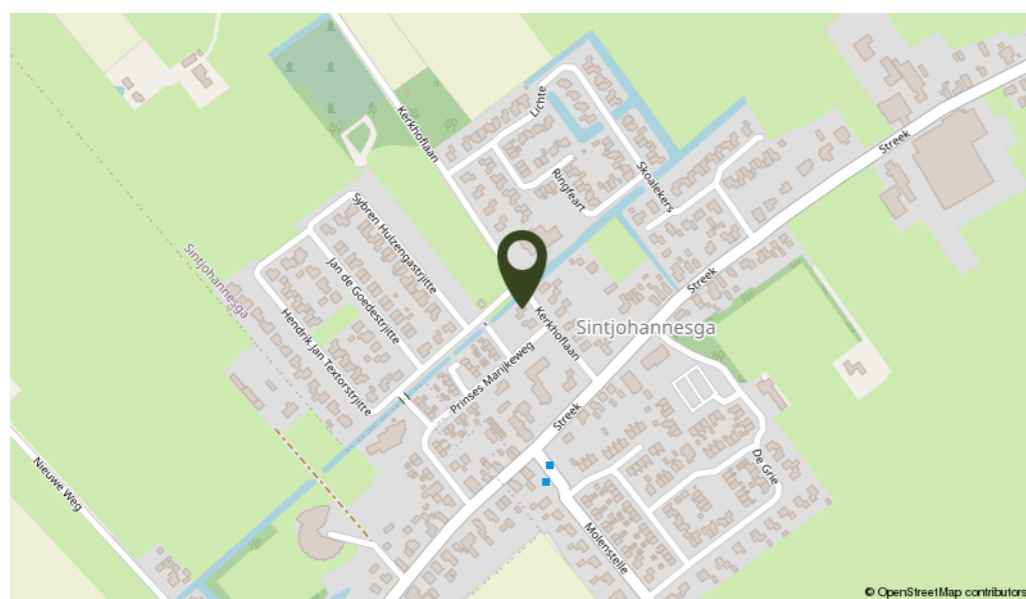 Lichte
Kerkhoflaan
Streek
Skoalekers
Ringfeart
Sybren Hulzengastrjitte
Sintjohannesga
Jan de Goedestrjitte
Streek
Hendrik Jan Textorstrjitte
Kerkhoflaan
Sintjohannesga
Prinses Marijkeweg
Streek
De Grie
Nieuwe Weg
Molenstelle
© OpenStreetMap contributors